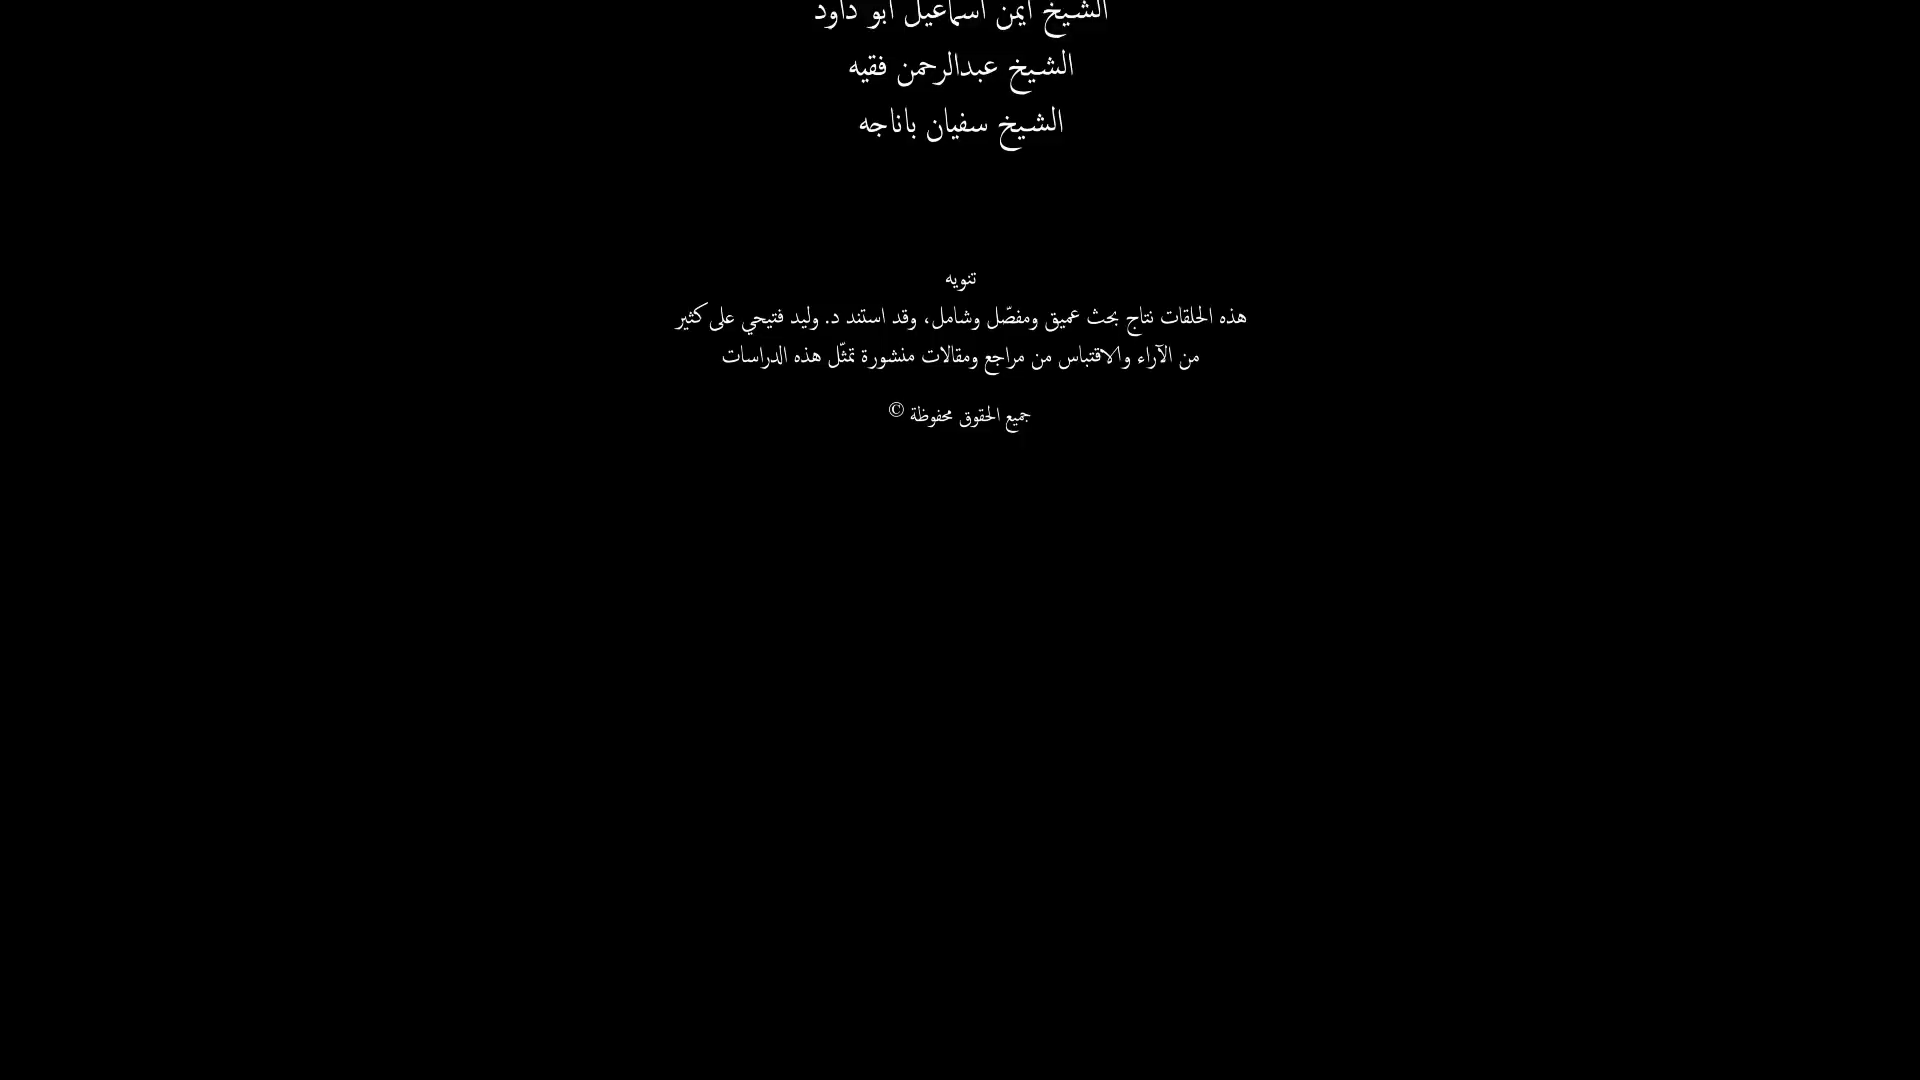 الشيخ أيمن اسماعيل أبو داود
الشيخ عبدالرحمن فقيه
الشيخ سفيان باناجه
تنويه
هذه الحلقات نتاج بحث عميق ومفصّل وشامل، وقد استند د. وليد فتيحي على كثير
من الآراء والاقتباس من مراجع ومقالات منشورة تمثّل هذه الدراسات
جميع الحقوق محفوظة ©